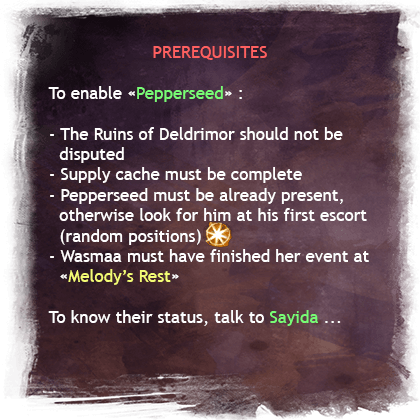 PREREQUISITES
To enable «Pepperseed» :
- The Ruins of Deldrimor should not be
disputed
- Supply cache must be complete
- Pepperseed must be already present,
otherwise look for him at his first escort
(random positions)
- Wasmaa must have finished her event at
«Melody's Rest»
To know their status, talk to Sayida ...